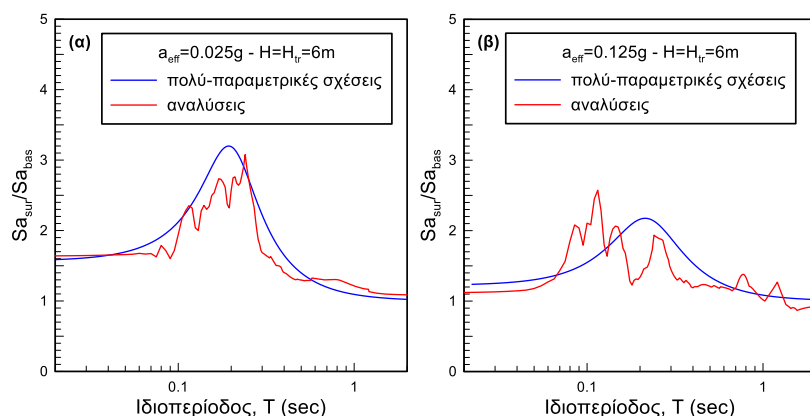 (α)
a_eff=0.025g - H=H_tr=6m
πολύ-παραμετρικές σχέσεις
αναλύσεις
5
4
3
2
1
0
Sa_sur/Sa_bas
0.1
1
Ιδιοπερίοδος, T (sec)
(β)
a_eff=0.125g - H=H_tr=6m
πολύ-παραμετρικές σχέσεις
αναλύσεις
5
4
3
2
1
0
Sa_sur/Sa_bas
0.1
1
Ιδιοπερίοδος, T (sec)